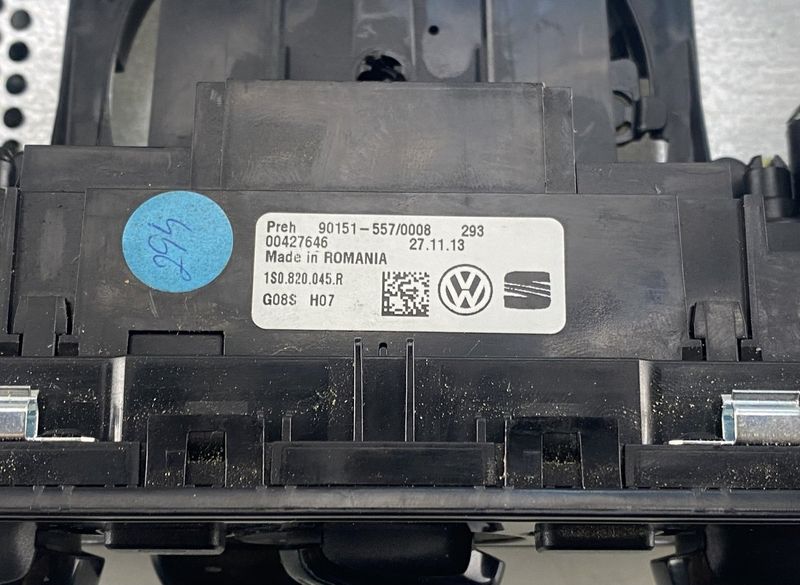 Preh 90151-557/0008 293
00427646 27.11.13
Made in ROMANIA
1S0.820.045.R
G08S H07